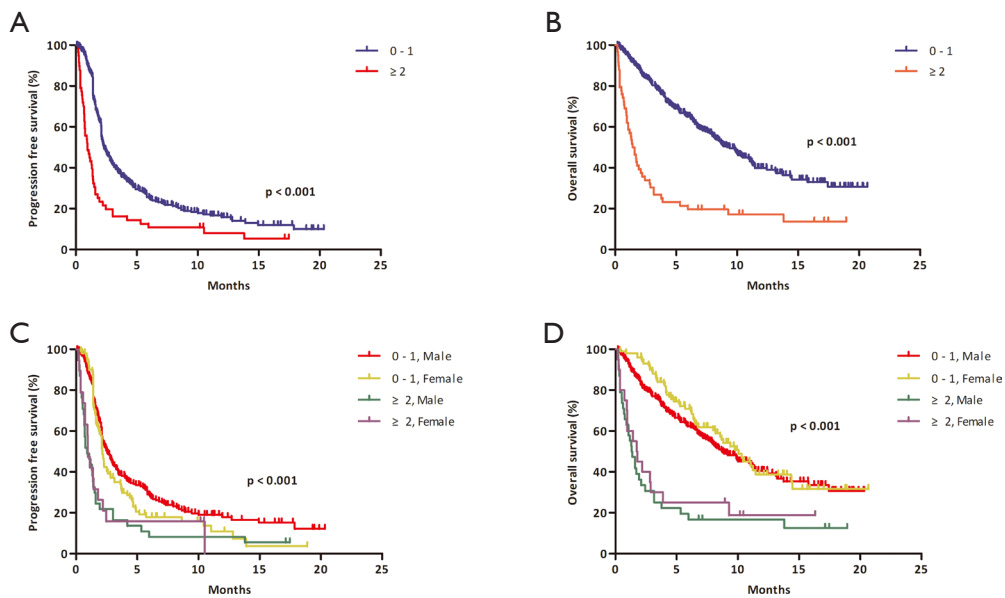 A
Progression free survival (%)
100
80
60
40
20
0
0 5 10 15 20 25
Months
p < 0.001
0 - 1
≥ 2
B
Overall survival (%)
100
80
60
40
20
0
0 5 10 15 20 25
Months
p < 0.001
0 - 1
≥ 2
C
Progression free survival (%)
100
80
60
40
20
0
0 5 10 15 20 25
Months
p < 0.001
0 - 1, Male
0 - 1, Female
≥ 2, Male
≥ 2, Female
D
Overall survival (%)
100
80
60
40
20
0
0 5 10 15 20 25
Months
p < 0.001
0 - 1, Male
0 - 1, Female
≥ 2, Male
≥ 2, Female